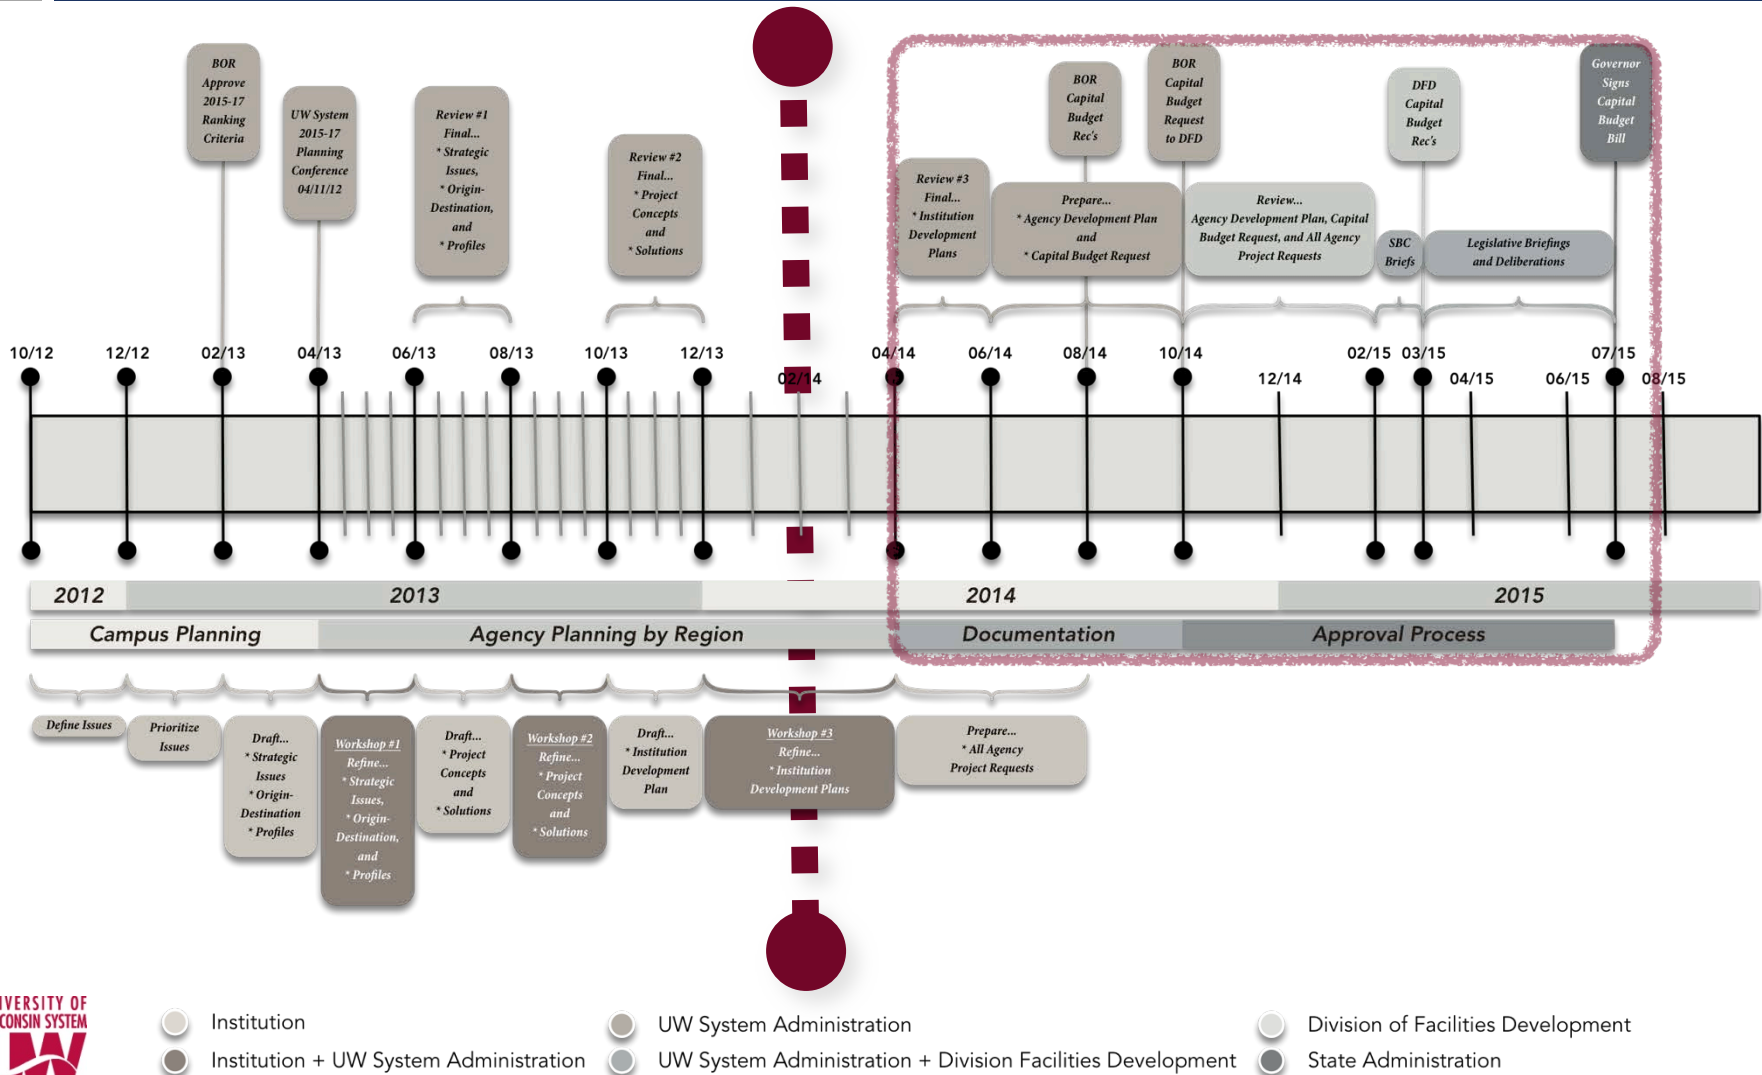 BOR
Approve
2015-17
Ranking
Criteria
UW System
2015-17
Planning
Conference
04/11/12
Review #1
Final...
* Strategic
Issues,
* Origin-
Destination,
and
* Profiles
Review #2
Final...
* Project
Concepts
and
* Solutions
Review #3
Final...
* Institution
Development
Plans
BOR
Capital
Budget
Rec's
Prepare...
* Agency Development Plan
and
* Capital Budget Request
BOR
Capital
Budget
Request
to DFD
Review...
Agency Development Plan, Capital
Budget Request, and All Agency
Project Requests
SBC
Briefs
DFD
Capital
Budget
Rec's
Legislative Briefings
and Deliberations
Governor
Signs
Capital
Budget
Bill
10/12 12/12 02/13 04/13 06/13 08/13 10/13 12/13 04/14 06/14 08/14 10/14 02/15 03/15 07/15
02/14 12/14 04/15 06/15 08/15
2012 2013 2014 2015
Campus Planning Agency Planning by Region Documentation Approval Process
Define Issues
Prioritize
Issues
Draft...
* Strategic
Issues
* Origin-
Destination
* Profiles
Workshop #1
Refine...
* Strategic
Issues,
* Origin-
Destination,
and
* Profiles
Draft...
* Project
Concepts
and
* Solutions
Workshop #2
Refine...
* Project
Concepts
and
* Solutions
Draft...
* Institution
Development
Plan
Workshop #3
Refine...
* Institution
Development Plans
Prepare...
* All Agency
Project Requests
IVERSITY OF
CONSIN SYSTEM
Institution
UW System Administration
Division of Facilities Development
Institution + UW System Administration
UW System Administration + Division Facilities Development
State Administration